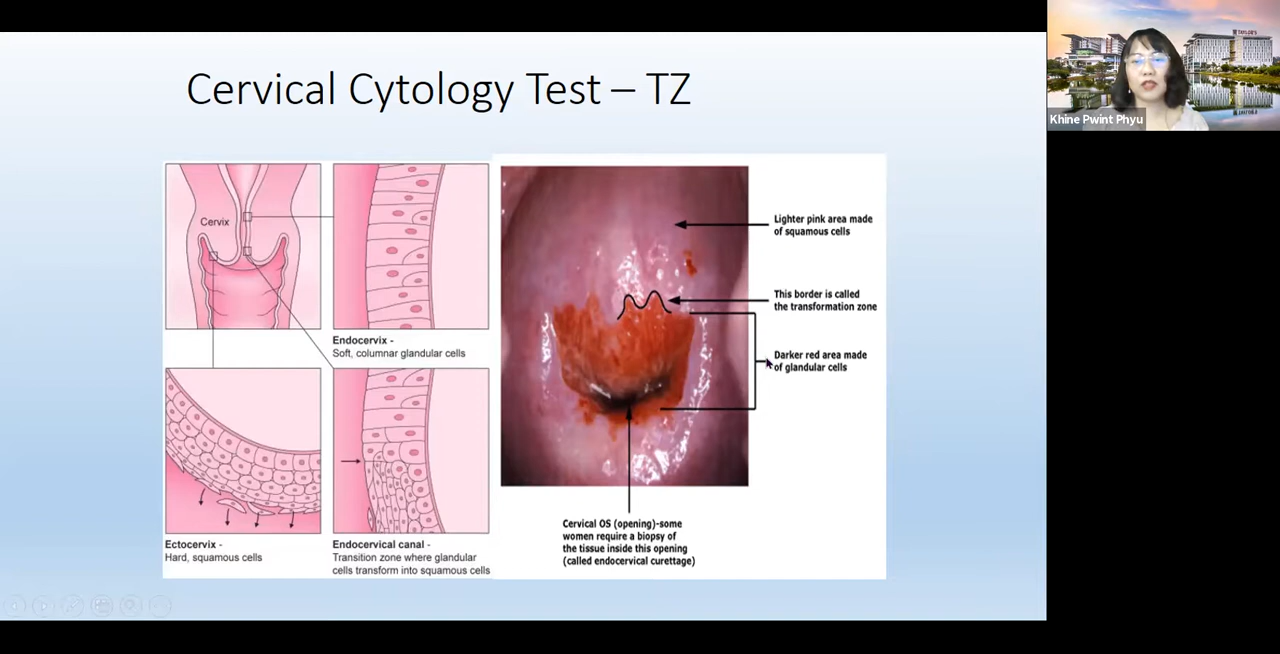 Cervical Cytology Test – TZ
Cervix
Endocervix -
Soft, columnar glandular cells
Ectocervix -
Hard, squamous cells
Endocervical canal -
Transition zone where glandular
cells transform into squamous cells
Lighter pink area made
of squamous cells
This border is called
the transformation zone
Darker red area made
of glandular cells
Cervical OS (opening)-some
women require a biopsy of
the tissue inside this opening
(called endocervical curettage)
TAYLOR'S
Khine Pwint Phyu